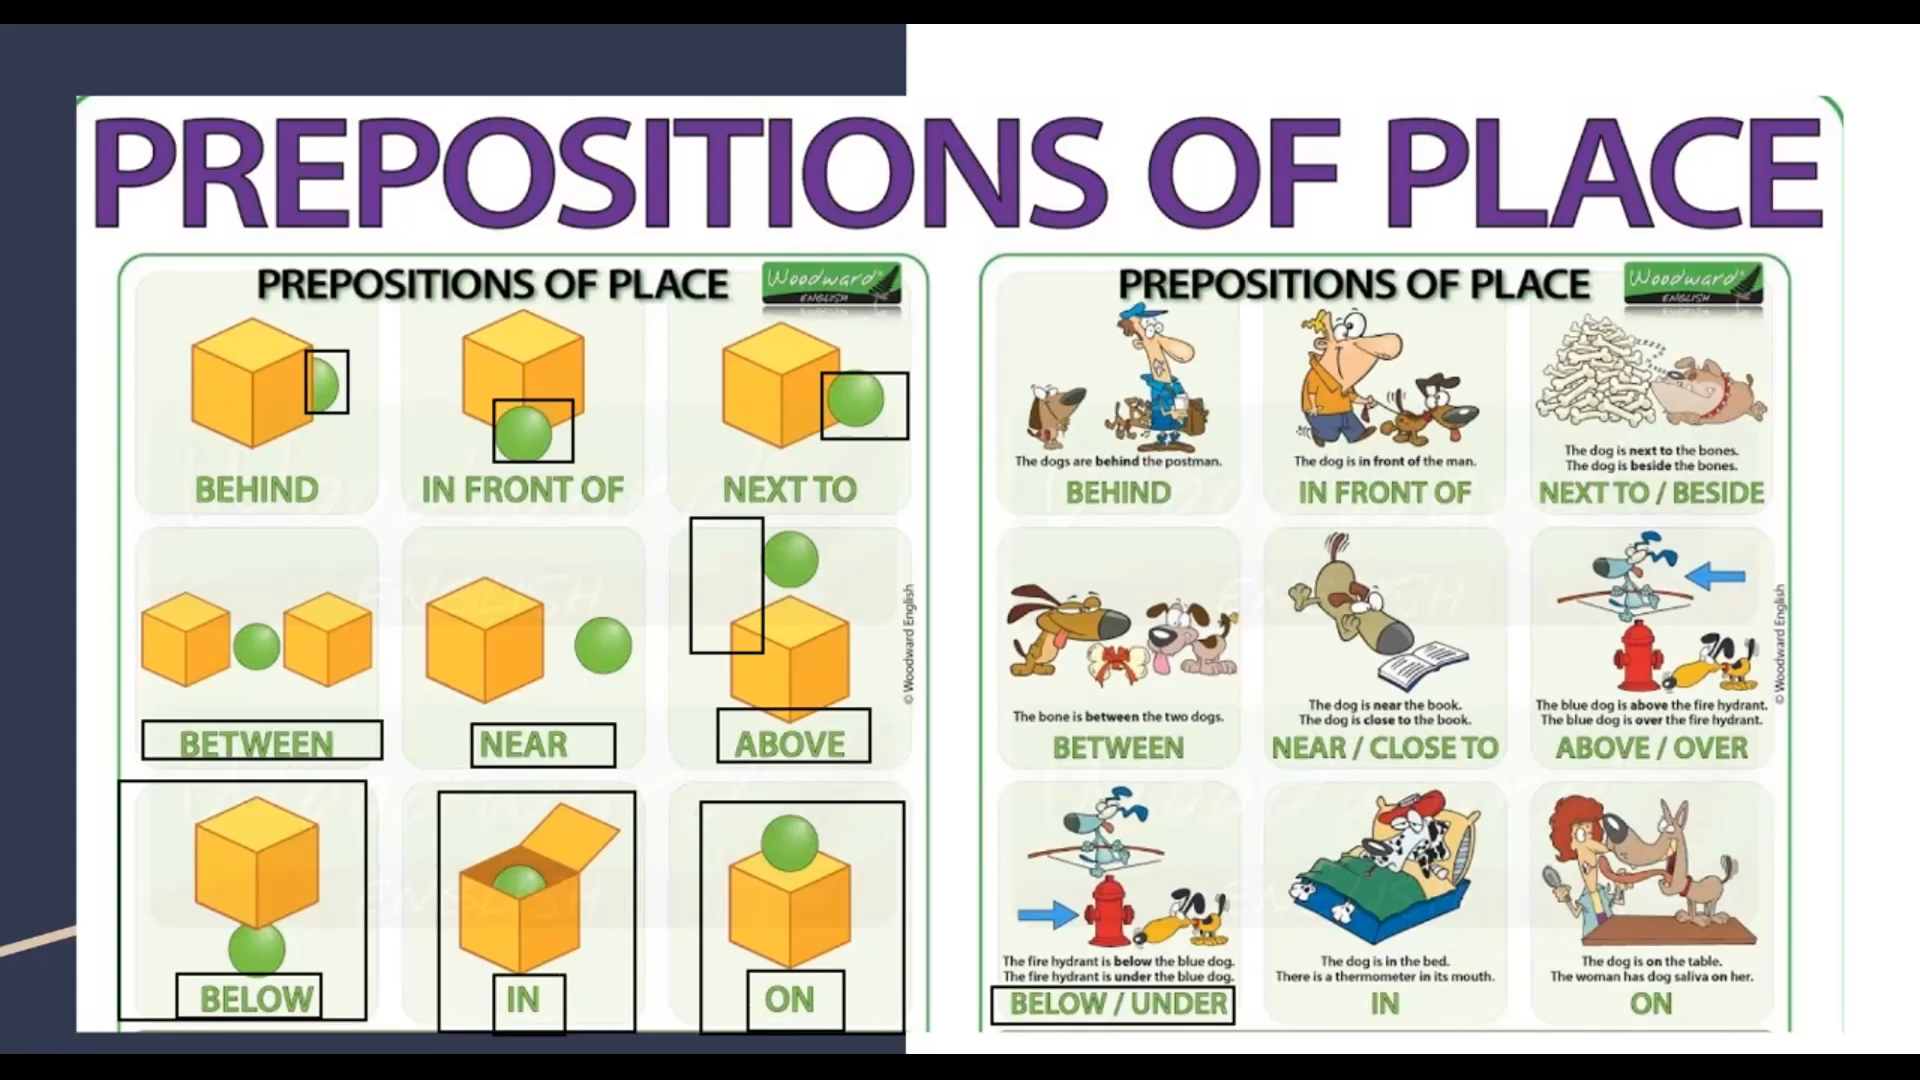 PREPOSITIONS OF PLACE
PREPOSITIONS OF PLACE
Woodward®
ENGLISH
BEHIND
IN FRONT OF
NEXT TO
BETWEEN
NEAR
ABOVE
BELOW
IN
ON
© Woodward English
PREPOSITIONS OF PLACE
Woodward®
ENGLISH
The dogs are behind the postman.
BEHIND
The dog is in front of the man.
IN FRONT OF
zzzzz
The dog is next to the bones.
The dog is beside the bones.
NEXT TO / BESIDE
The bone is between the two dogs.
BETWEEN
The dog is near the book.
The dog is close to the book.
NEAR / CLOSE TO
The blue dog is above the fire hydrant.
The blue dog is over the fire hydrant.
ABOVE / OVER
The fire hydrant is below the blue dog.
The fire hydrant is under the blue dog.
BELOW / UNDER
The dog is in the bed.
There is a thermometer in its mouth.
IN
The dog is on the table.
The woman has dog saliva on her.
ON
© Woodward English